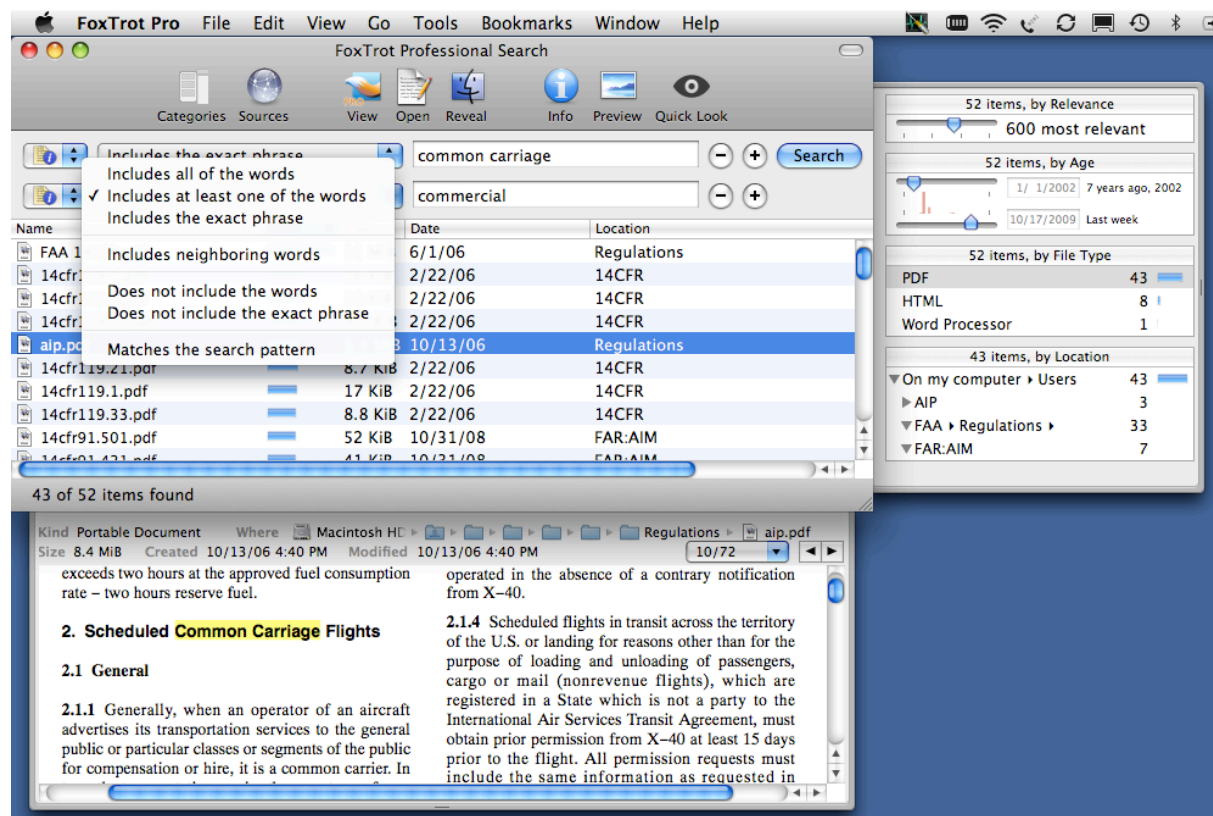 FoxTrot Pro File Edit View Go Tools Bookmarks Window Help
FoxTrot Professional Search
Categories Sources View Open Reveal Info Preview Quick Look
PRO
Includes the exact phrase common carriage Search
Includes all of the words
✓ Includes at least one of the words commercial
Includes the exact phrase
Includes neighboring words
Does not include the words
Does not include the exact phrase
Matches the search pattern
Name Date Location
FAA 1 6/1/06 Regulations
14cfr1 2/22/06 14CFR
14cfr 2/22/06 14CFR
14cfr 2/22/06 14CFR
aip.pd 10/13/06 Regulations
14cfr119.21.pdf 8.7 KiB 2/22/06 14CFR
14cfr119.1.pdf 17 KiB 2/22/06 14CFR
14cfr119.33.pdf 8.8 KiB 2/22/06 14CFR
14cfr91.501.pdf 52 KiB 10/31/08 FAR:AIM
14cfr91.421.pdf 41 KiB 10/31/08 FAR:AIM
43 of 52 items found
52 items, by Relevance
600 most relevant
52 items, by Age
1/ 1/2002 7 years ago, 2002
10/17/2009 Last week
52 items, by File Type
PDF 43
HTML 8
Word Processor 1
43 items, by Location
On my computer ▸ Users 43
AIP 3
FAA ▸ Regulations ▸ 33
FAR:AIM 7
Kind Portable Document Where Macintosh HD ▸ Regulations ▸ aip.pdf
Size 8.4 MiB Created 10/13/06 4:40 PM Modified 10/13/06 4:40 PM 10/72
exceeds two hours at the approved fuel consumption
rate – two hours reserve fuel.
2. Scheduled Common Carriage Flights
2.1 General
2.1.1 Generally, when an operator of an aircraft
advertises its transportation services to the general
public or particular classes or segments of the public
for compensation or hire, it is a common carrier. In
operated in the absence of a contrary notification
from X–40.
2.1.4 Scheduled flights in transit across the territory
of the U.S. or landing for reasons other than for the
purpose of loading and unloading of passengers,
cargo or mail (nonrevenue flights), which are
registered in a State which is not a party to the
International Air Services Transit Agreement, must
obtain prior permission from X–40 at least 15 days
prior to the flight. All permission requests must
include the same information as requested in